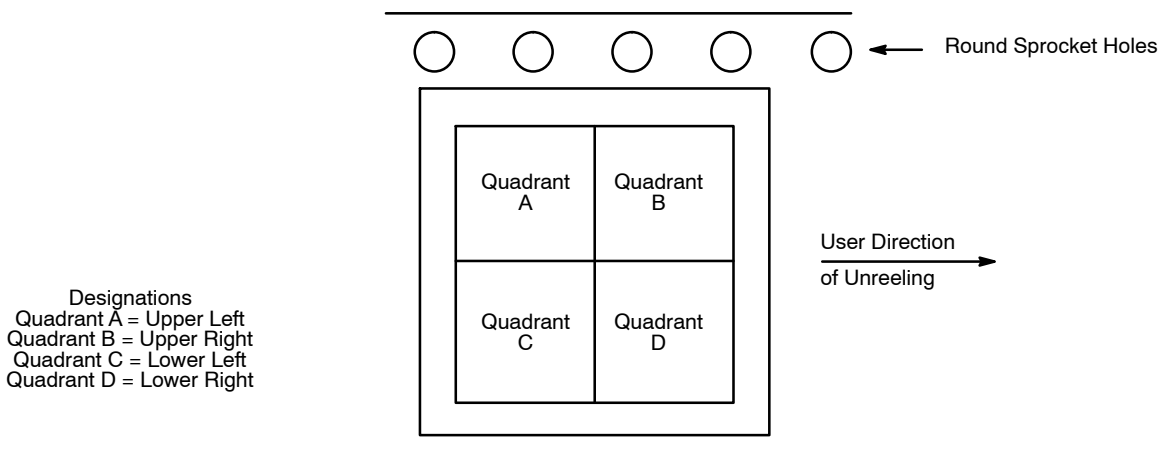 Round Sprocket Holes
Quadrant
A
Quadrant
B
User Direction
of Unreeling
Quadrant
C
Quadrant
D
Designations
Quadrant A = Upper Left
Quadrant B = Upper Right
Quadrant C = Lower Left
Quadrant D = Lower Right